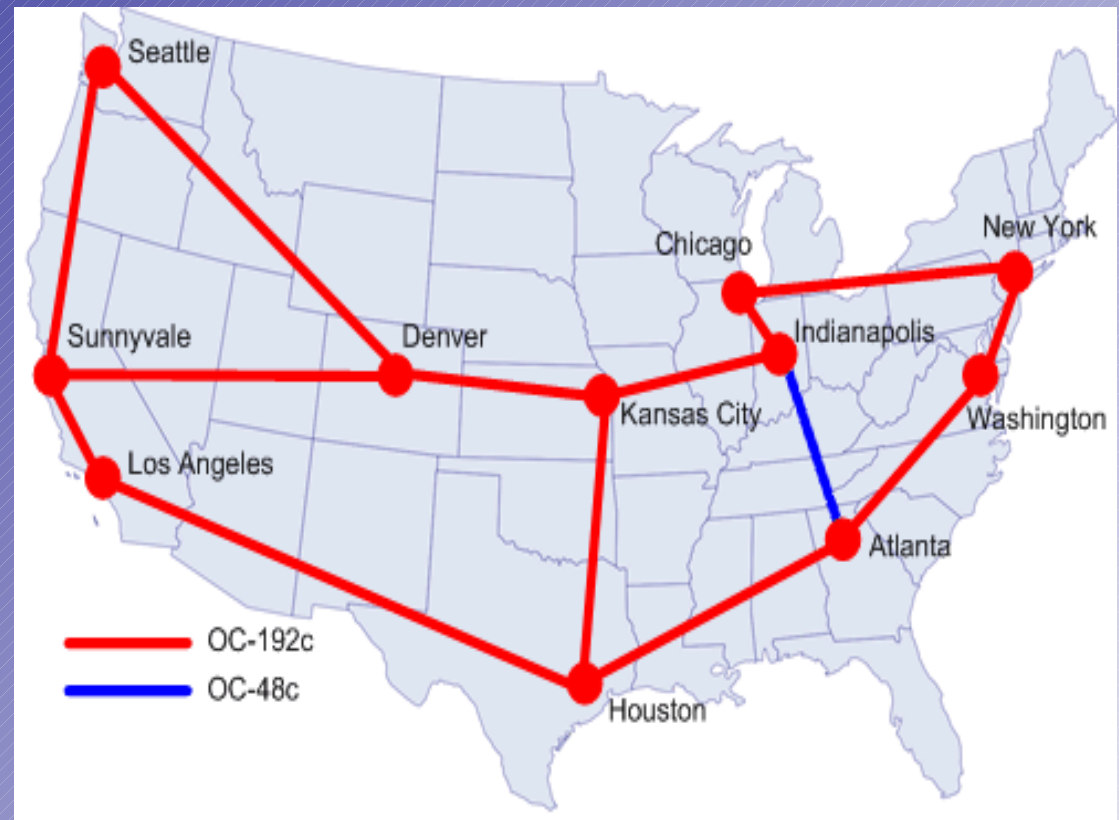 Seattle
New York
Chicago
Sunnyvale
Denver
Indianapolis
Kansas City
Washington
Los Angeles
Atlanta
OC-192c
OC-48c
Houston